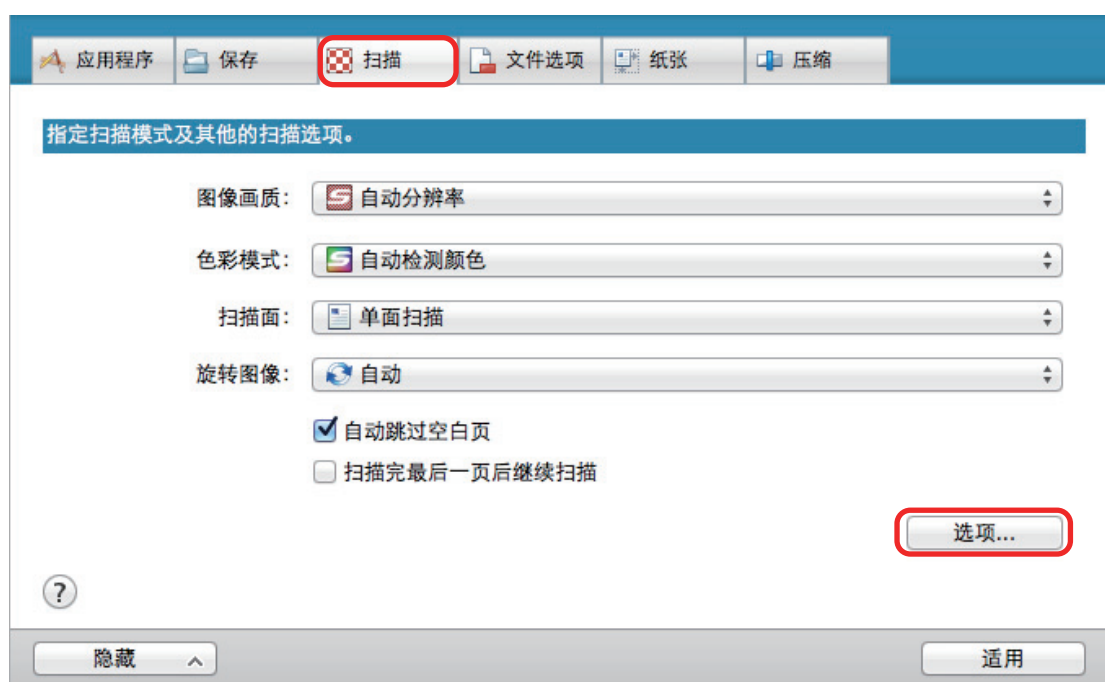 应用程序 保存 扫描 文件选项 纸张 压缩
指定扫描模式及其他的扫描选项。
图像画质: 自动分辨率
色彩模式: 自动检测颜色
扫描面: 单面扫描
旋转图像: 自动
自动跳过空白页
扫描完最后一页后继续扫描
选项...
?
隐藏 适用